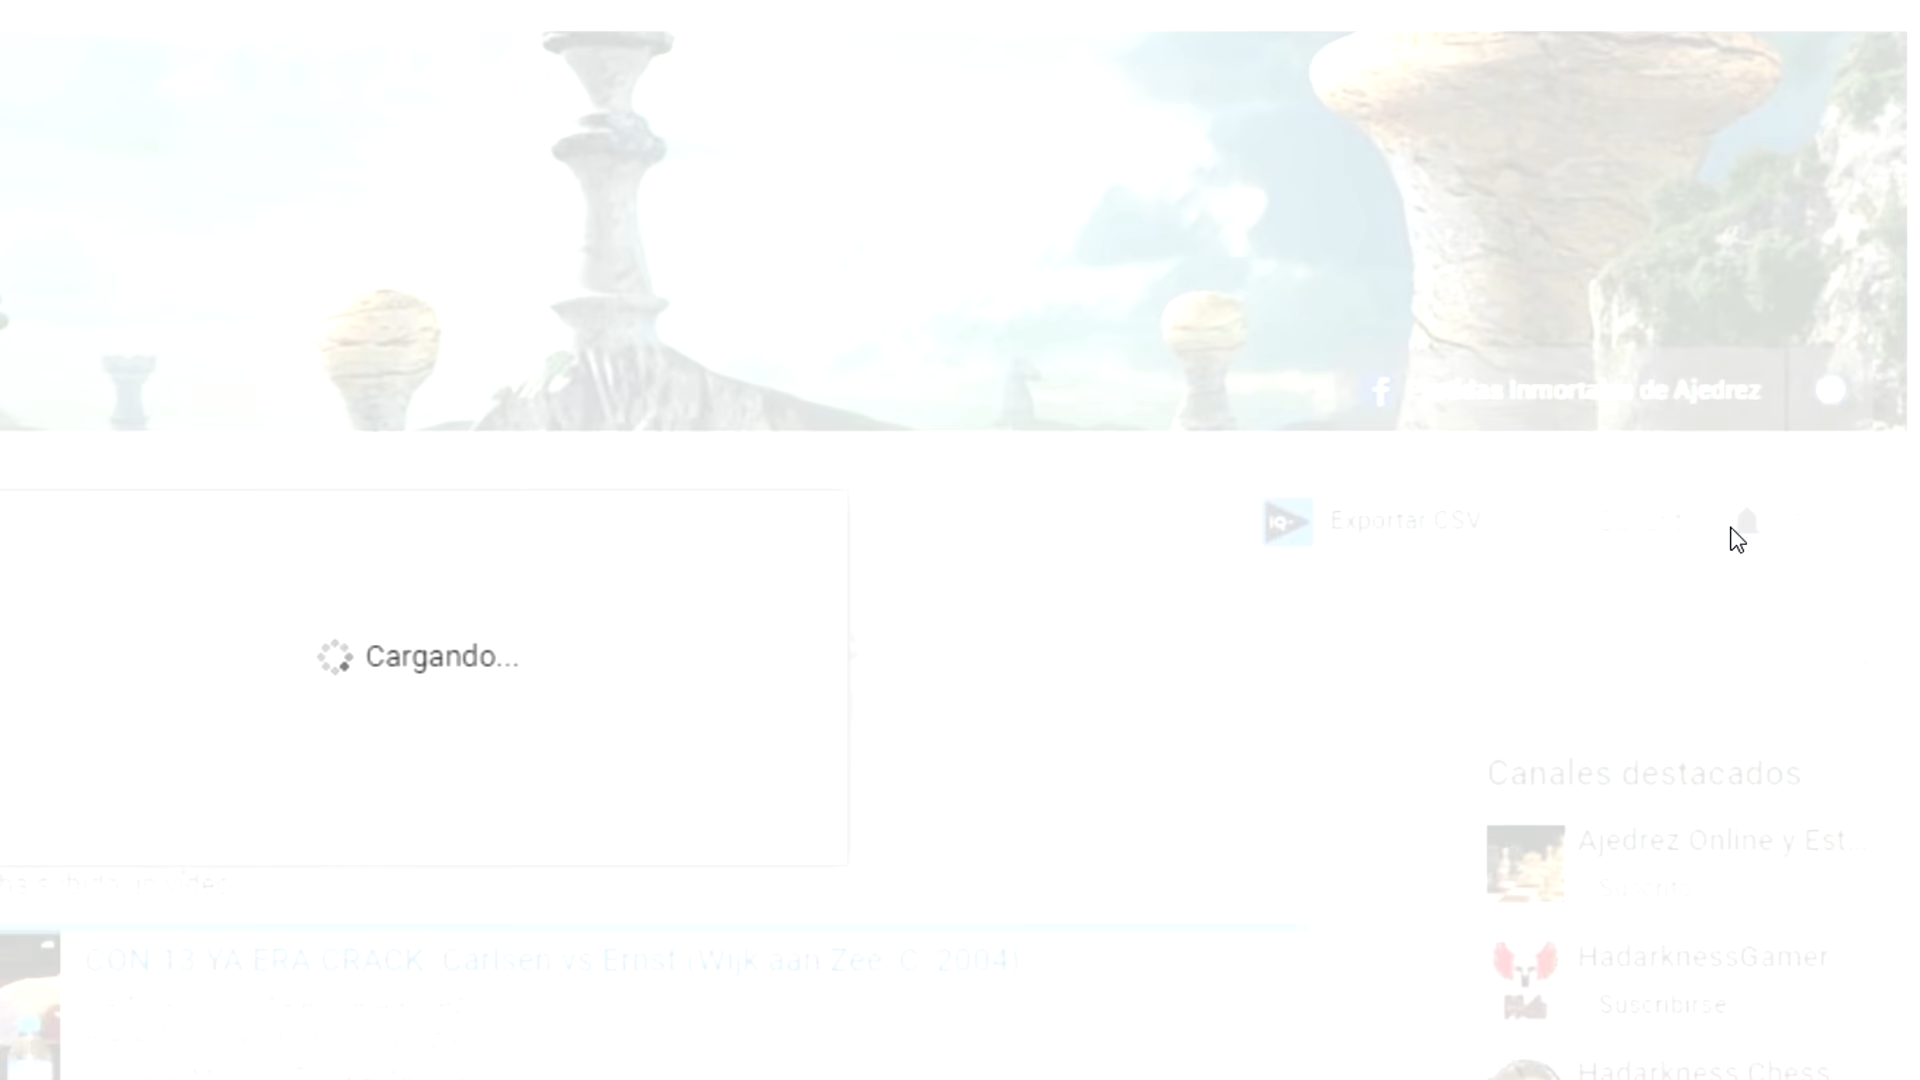 Inmortales de Ajedrez
Exportar CSV
Cargando...
Canales destacados
Ajedrez Online y Est...
CON 13 YA ERA CRACK Carlsen vs Ernst (Wijk aan Zee C 2004)
HadarknessGamer
Suscribirse
Hadarkness Chess